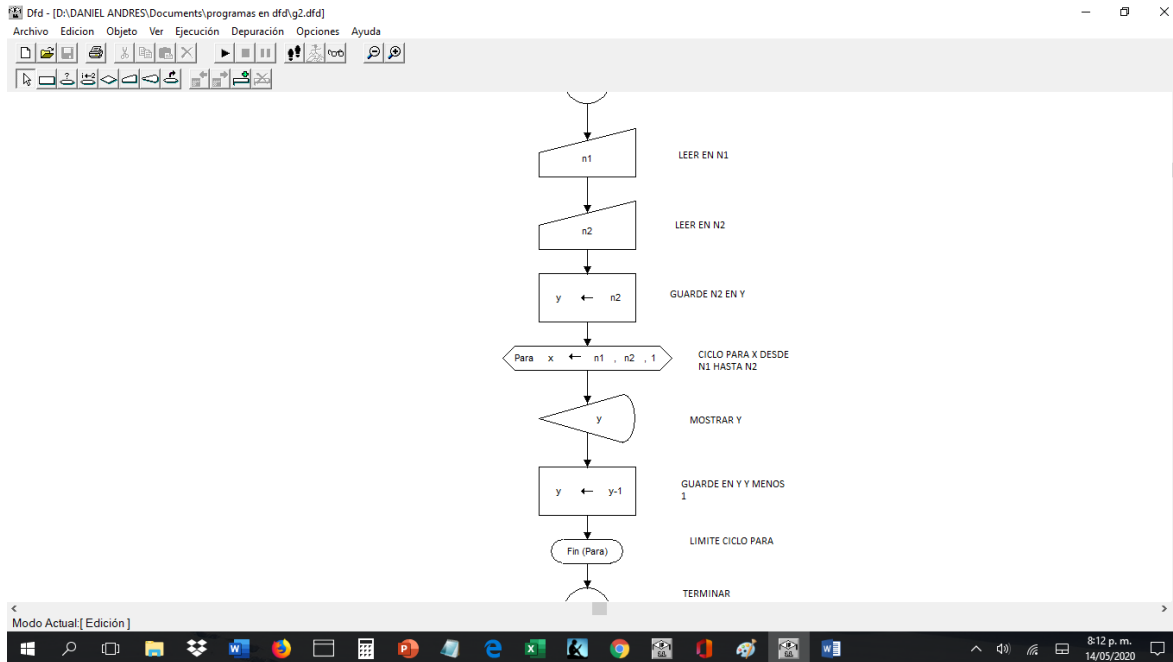 Dfd - [D:\DANIEL ANDRES\Documents\programas en dfd\g2.dfd]
Archivo Edicion Objeto Ver Ejecución Depuración Opciones Ayuda
n1
LEER EN N1
n2
LEER EN N2
y ← n2
GUARDE N2 EN Y
Para x ← n1 , n2 , 1
CICLO PARA X DESDE
N1 HASTA N2
y
MOSTRAR Y
y ← y-1
GUARDE EN Y Y MENOS
1
Fin (Para)
LIMITE CICLO PARA
TERMINAR
Modo Actual:[ Edición ]
8:12 p. m.
14/05/2020